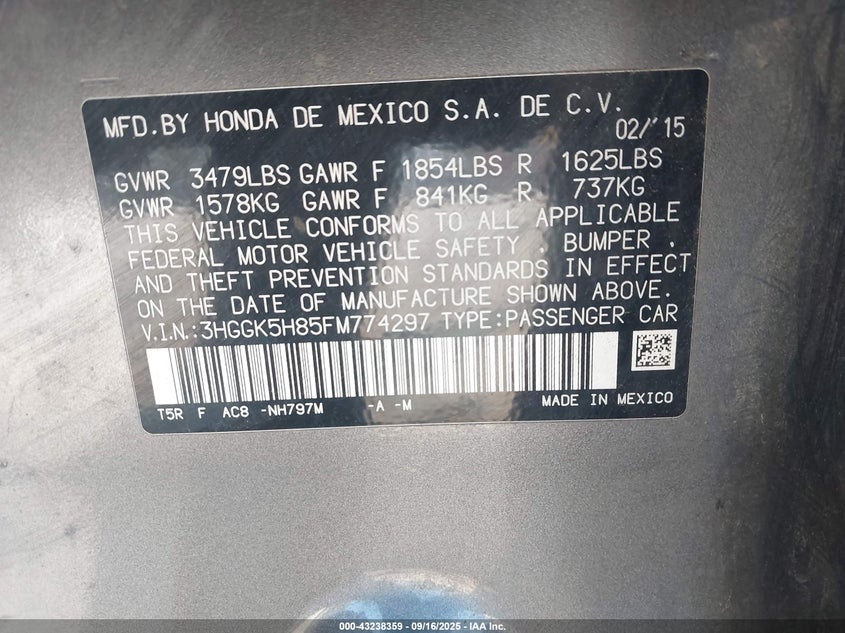 MFD.BY HONDA DE MEXICO S.A. DE C.V.
02/'15
GVWR 3479LBS GAWR F 1854LBS R 1625LBS
GVWR 1578KG GAWR F 841KG R 737KG
THIS VEHICLE CONFORMS TO ALL APPLICABLE
FEDERAL MOTOR VEHICLE SAFETY , BUMPER ,
AND THEFT PREVENTION STANDARDS IN EFFECT
ON THE DATE OF MANUFACTURE SHOWN ABOVE.
V.I.N.:3HGGK5H85FM774297 TYPE:PASSENGER CAR
T5R F AC8 -NH797M -A -M MADE IN MEXICO
000-43238359 - 09/16/2025 - IAA Inc.